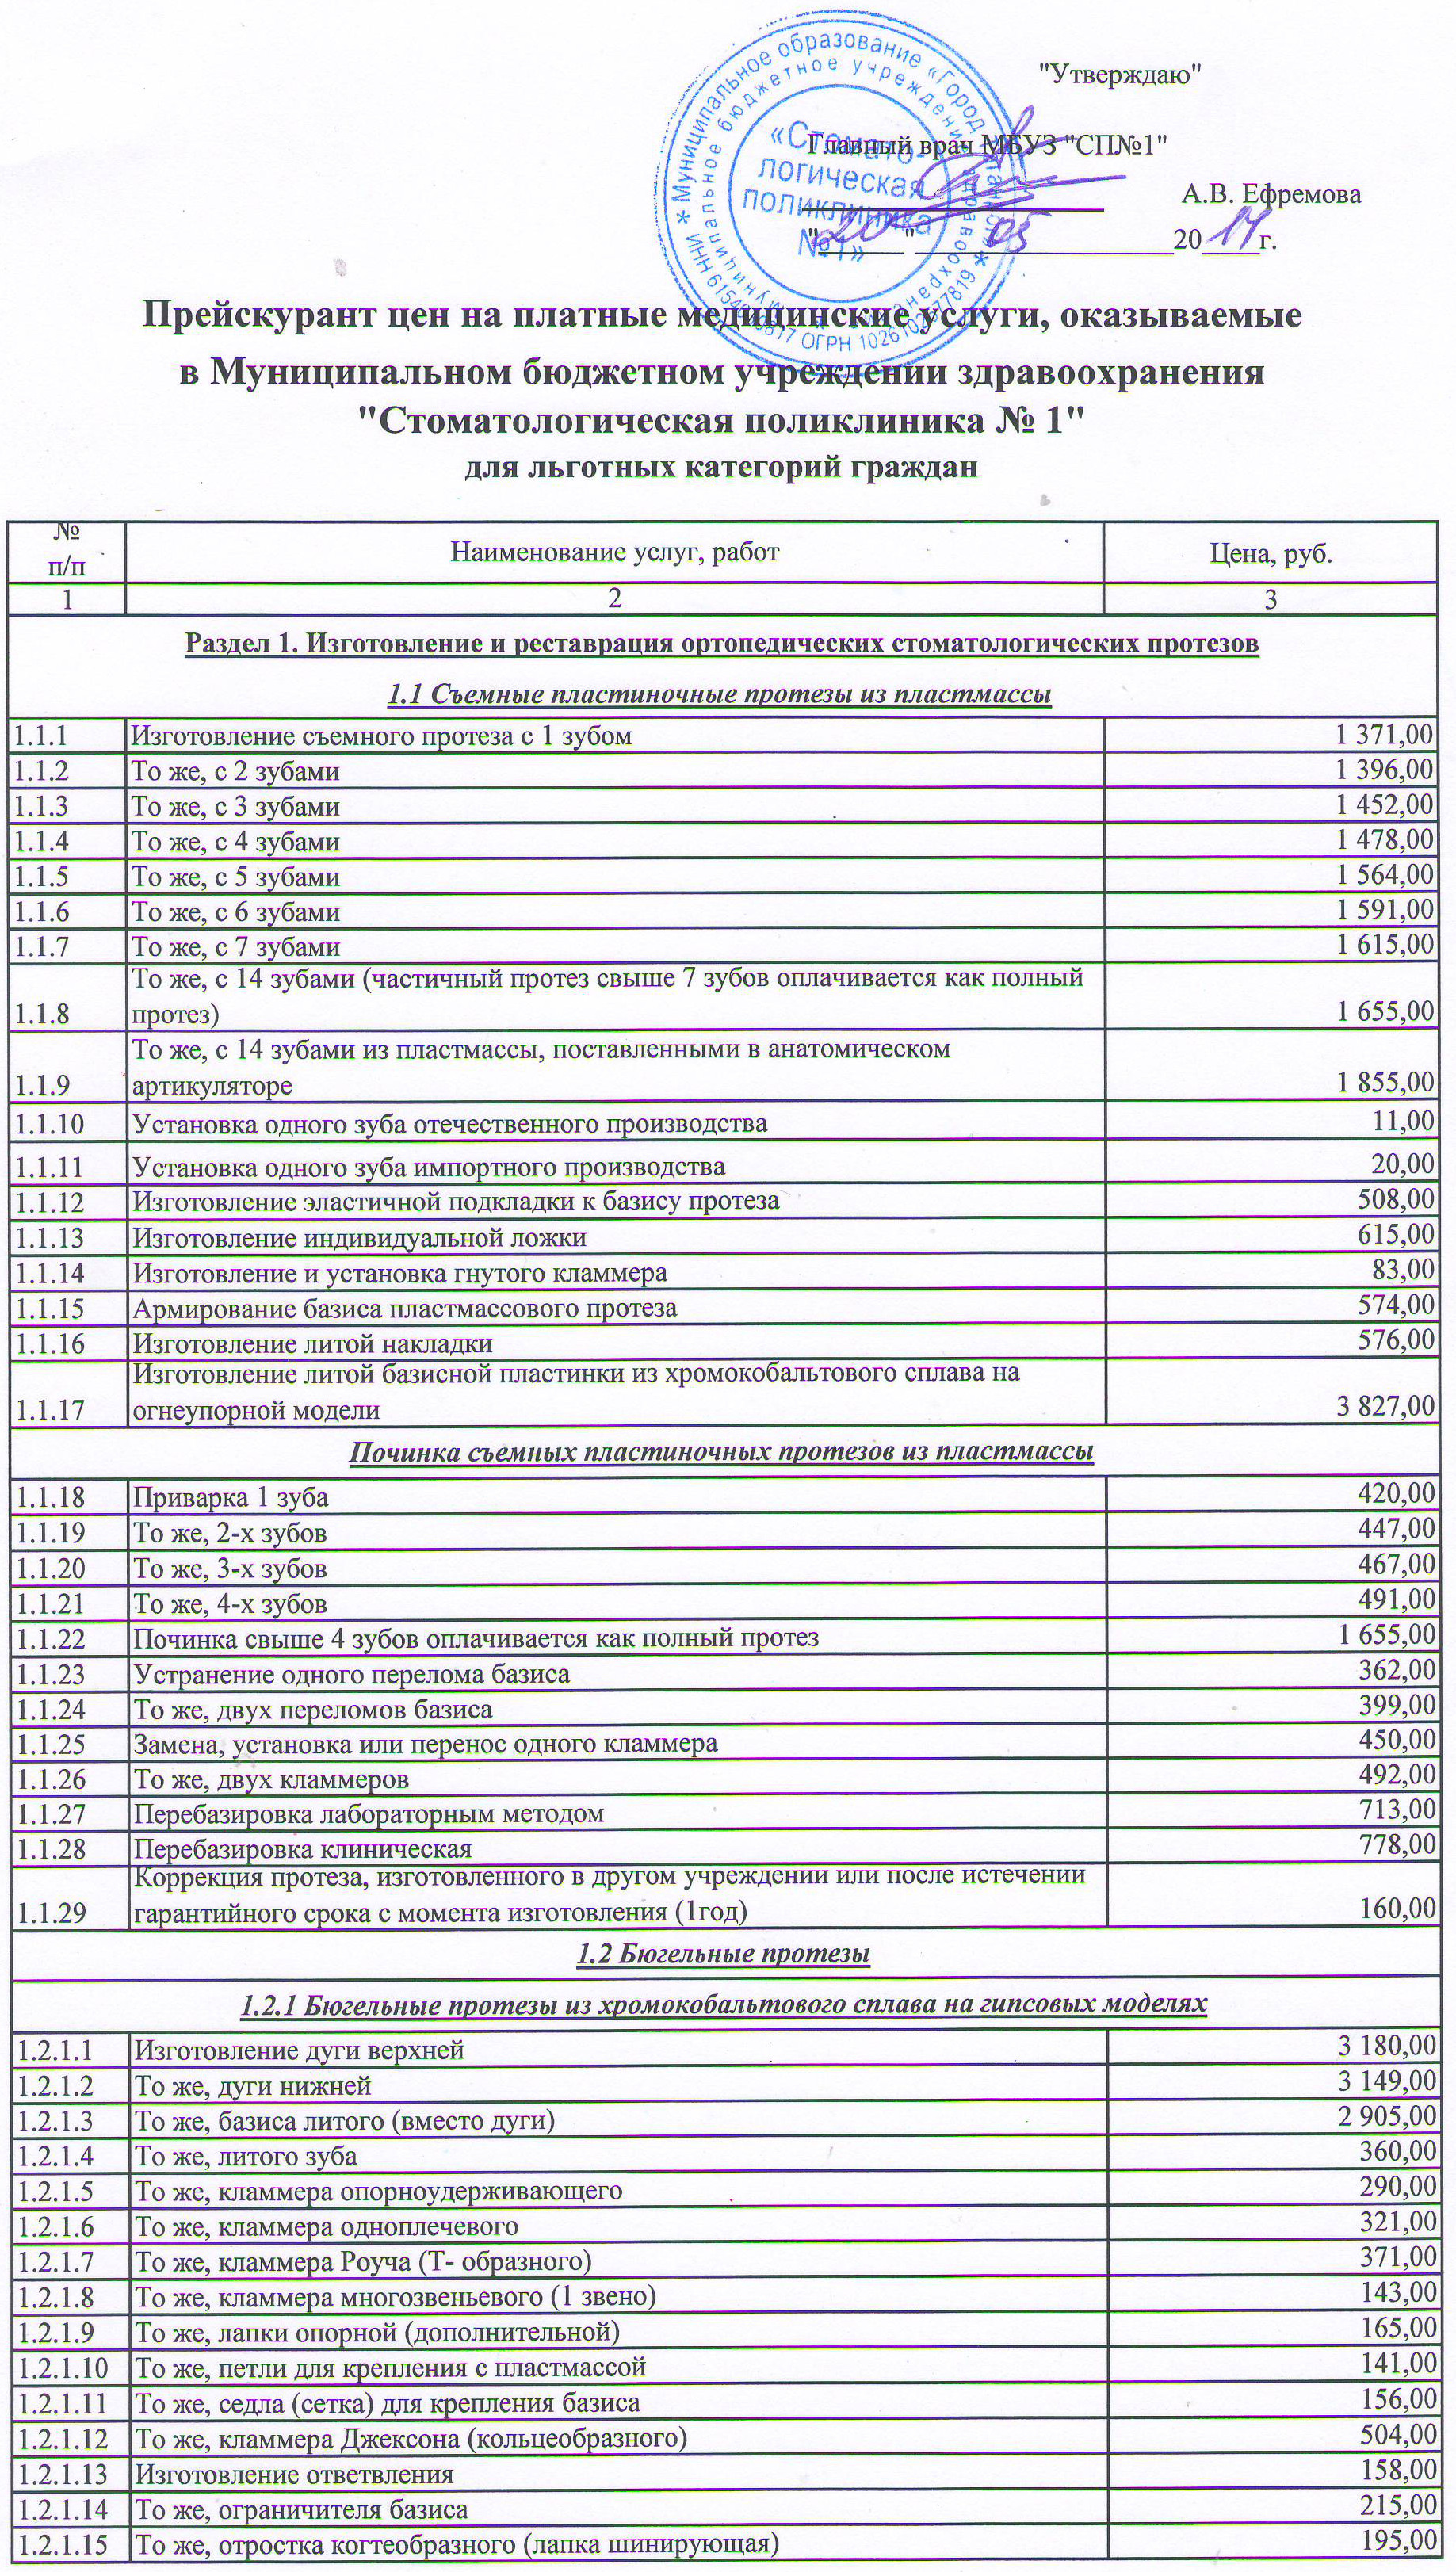 "Утверждаю"
Главный врач МБУЗ "СП№1"
А.В. Ефремова
"20" 05 2014г.
«Стомато-
логическая
поликлиника
№1»
Прейскурант цен на платные медицинские услуги, оказываемые
в Муниципальном бюджетном учреждении здравоохранения
"Стоматологическая поликлиника № 1"
для льготных категорий граждан
№ п/п Наименование услуг, работ Цена, руб.
1 2 3
Раздел 1. Изготовление и реставрация ортопедических стоматологических протезов
1.1 Съемные пластиночные протезы из пластмассы
1.1.1 Изготовление съемного протеза с 1 зубом 1 371,00
1.1.2 То же, с 2 зубами 1 396,00
1.1.3 То же, с 3 зубами 1 452,00
1.1.4 То же, с 4 зубами 1 478,00
1.1.5 То же, с 5 зубами 1 564,00
1.1.6 То же, с 6 зубами 1 591,00
1.1.7 То же, с 7 зубами 1 615,00
То же, с 14 зубами (частичный протез свыше 7 зубов оплачивается как полный
1.1.8 протез) 1 655,00
То же, с 14 зубами из пластмассы, поставленными в анатомическом
1.1.9 артикуляторе 1 855,00
1.1.10 Установка одного зуба отечественного производства 11,00
1.1.11 Установка одного зуба импортного производства 20,00
1.1.12 Изготовление эластичной подкладки к базису протеза 508,00
1.1.13 Изготовление индивидуальной ложки 615,00
1.1.14 Изготовление и установка гнутого кламмера 83,00
1.1.15 Армирование базиса пластмассового протеза 574,00
1.1.16 Изготовление литой накладки 576,00
Изготовление литой базисной пластинки из хромокобальтового сплава на
1.1.17 огнеупорной модели 3 827,00
Починка съемных пластиночных протезов из пластмассы
1.1.18 Приварка 1 зуба 420,00
1.1.19 То же, 2-х зубов 447,00
1.1.20 То же, 3-х зубов 467,00
1.1.21 То же, 4-х зубов 491,00
1.1.22 Починка свыше 4 зубов оплачивается как полный протез 1 655,00
1.1.23 Устранение одного перелома базиса 362,00
1.1.24 То же, двух переломов базиса 399,00
1.1.25 Замена, установка или перенос одного кламмера 450,00
1.1.26 То же, двух кламмеров 492,00
1.1.27 Перебазировка лабораторным методом 713,00
1.1.28 Перебазировка клиническая 778,00
Коррекция протеза, изготовленного в другом учреждении или после истечении
1.1.29 гарантийного срока с момента изготовления (1год) 160,00
1.2 Бюгельные протезы
1.2.1 Бюгельные протезы из хромокобальтового сплава на гипсовых моделях
1.2.1.1 Изготовление дуги верхней 3 180,00
1.2.1.2 То же, дуги нижней 3 149,00
1.2.1.3 То же, базиса литого (вместо дуги) 2 905,00
1.2.1.4 То же, литого зуба 360,00
1.2.1.5 То же, кламмера опорноудерживающего 290,00
1.2.1.6 То же, кламмера одноплечевого 321,00
1.2.1.7 То же, кламмера Роуча (Т- образного) 371,00
1.2.1.8 То же, кламмера многозвеньевого (1 звено) 143,00
1.2.1.9 То же, лапки опорной (дополнительной) 165,00
1.2.1.10 То же, петли для крепления с пластмассой 141,00
1.2.1.11 То же, седла (сетка) для крепления базиса 156,00
1.2.1.12 То же, кламмера Джексона (кольцеобразного) 504,00
1.2.1.13 Изготовление ответвления 158,00
1.2.1.14 То же, ограничителя базиса 215,00
1.2.1.15 То же, отростка когтеобразного (лапка шинирующая) 195,00